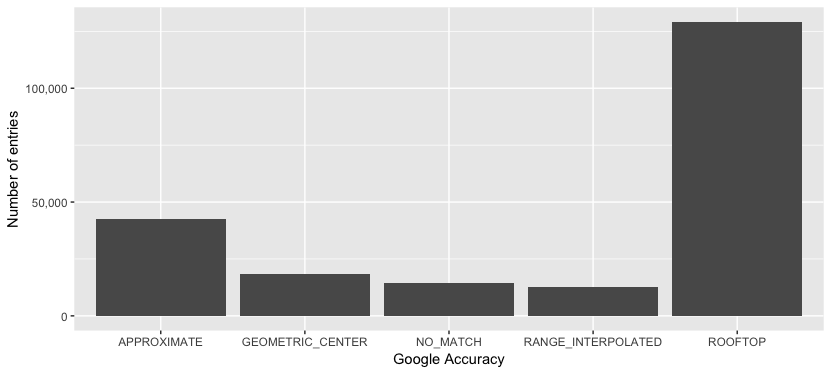 Number of entries
100,000
50,000
0
APPROXIMATE GEOMETRIC_CENTER NO_MATCH RANGE_INTERPOLATED ROOFTOP
Google Accuracy